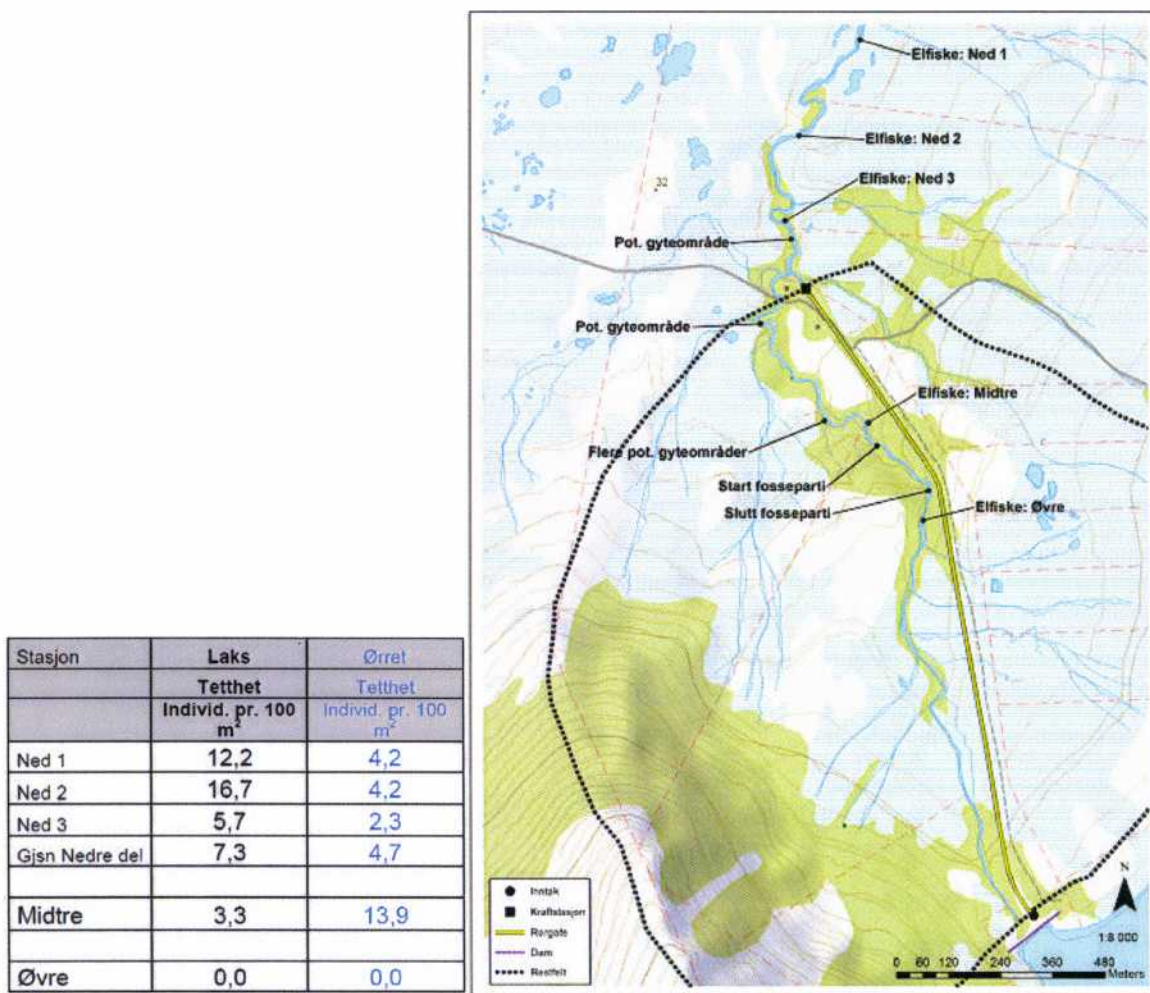 Stasjon Laks Ørret
Tetthet Tetthet
Individ. pr. 100 m² Individ. pr. 100 m²
Ned 1 12,2 4,2
Ned 2 16,7 4,2
Ned 3 5,7 2,3
Gjsn Nedre del 7,3 4,7
Midtre 3,3 13,9
Øvre 0,0 0,0
Elfiske: Ned 1
Elfiske: Ned 2
Elfiske: Ned 3
32
Pot. gyteområde
Pot. gyteområde
Elfiske: Midtre
Flere pot. gyteområder
Start fosseparti
Slutt fosseparti
Elfiske: Øvre
Inntak
Kraftstasjon
Rørgate
Dam
Restfelt
N
1:8 000
0 60 120 240 360 480
Meters